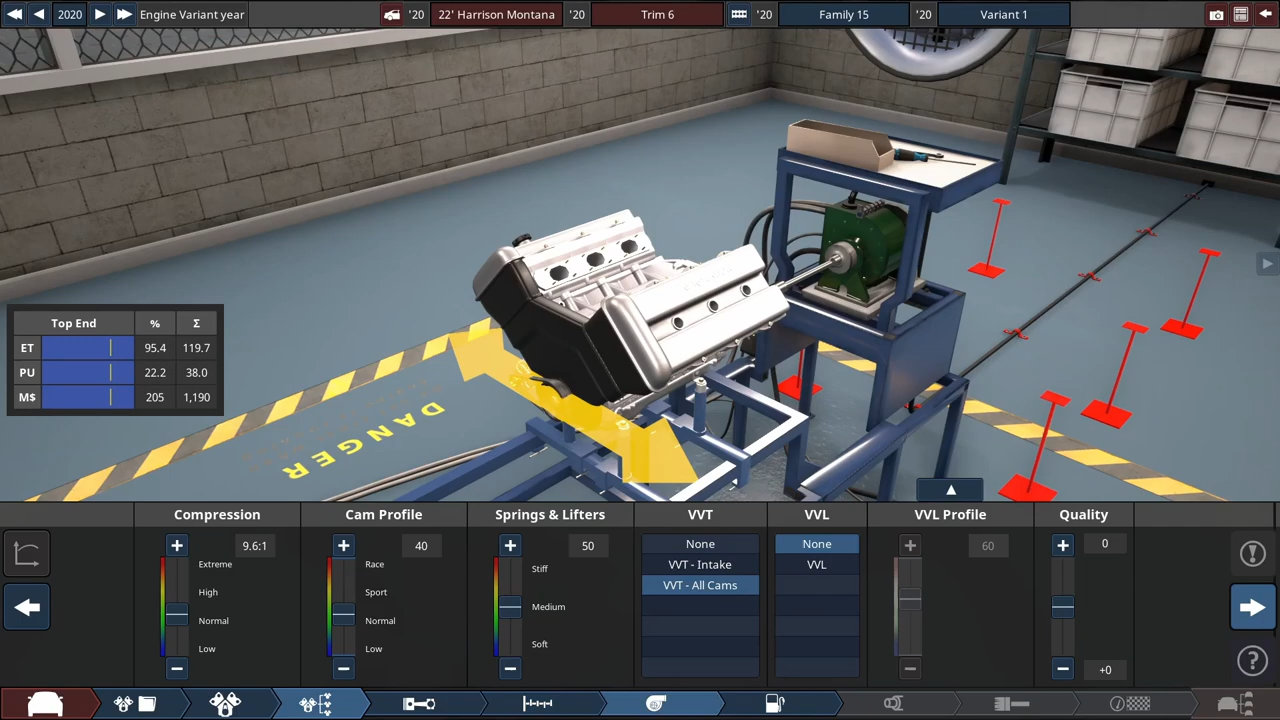 2020 Engine Variant year '20 22' Harrison Montana '20 Trim 6 '20 Family 15 '20 Variant 1
DANGER
Top End % Σ
ET 95.4 119.7
PU 22.2 38.0
M$ 205 1,190
Compression
9.6:1
Extreme
High
Normal
Low
Cam Profile
40
Race
Sport
Normal
Low
Springs & Lifters
50
Stiff
Medium
Soft
VVT
None
VVT - Intake
VVT - All Cams
VVL
None
VVL
VVL Profile
60
Quality
0
+0